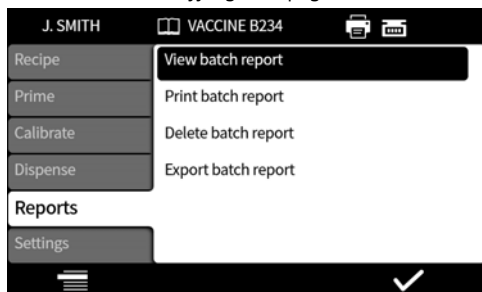 J. SMITH VACCINE B234
Recipe
View batch report
Prime
Print batch report
Calibrate
Delete batch report
Dispense
Export batch report
Reports
Settings